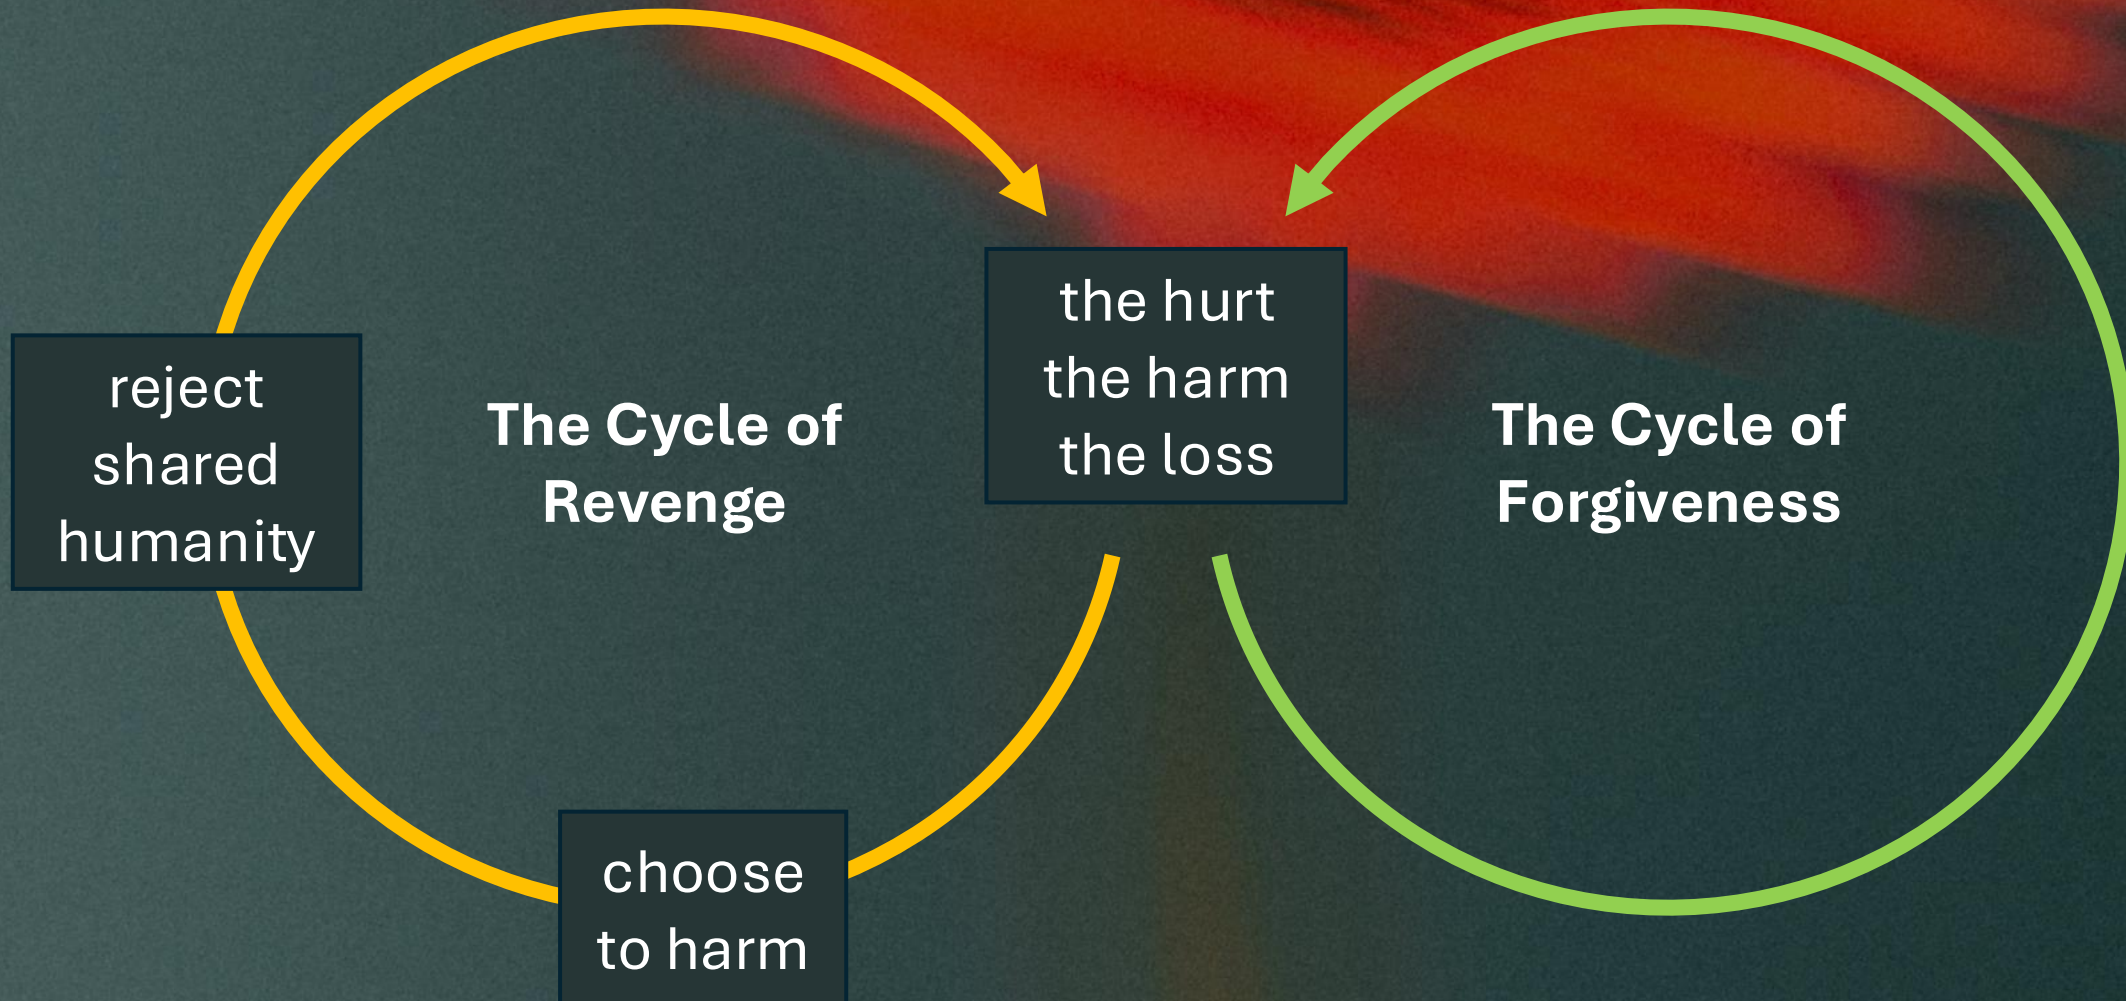 the hurt
the harm
the loss
reject
shared
humanity
The Cycle of
Revenge
The Cycle of
Forgiveness
choose
to harm